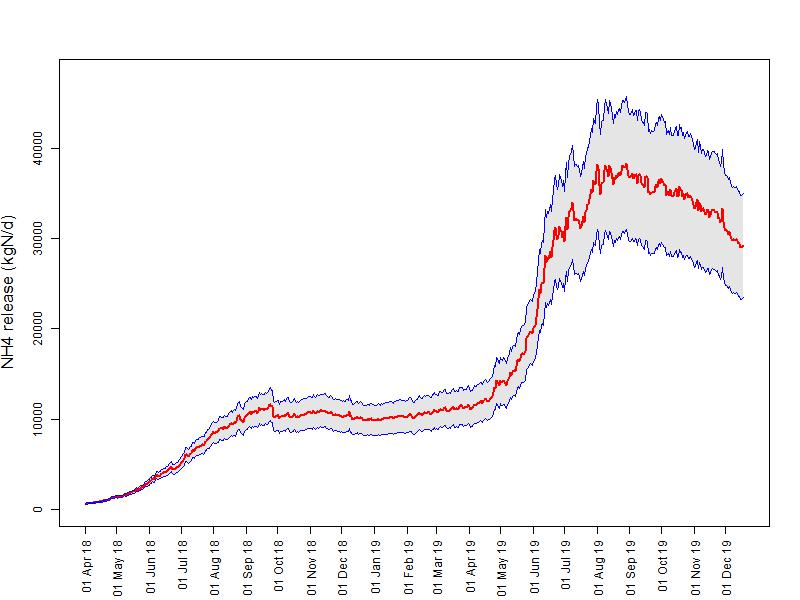 NH4 release (kgN/d)
40000
30000
20000
10000
0
01 Apr 18
01 May 18
01 Jun 18
01 Jul 18
01 Aug 18
01 Sep 18
01 Oct 18
01 Nov 18
01 Dec 18
01 Jan 19
01 Feb 19
01 Mar 19
01 Apr 19
01 May 19
01 Jun 19
01 Jul 19
01 Aug 19
01 Sep 19
01 Oct 19
01 Nov 19
01 Dec 19